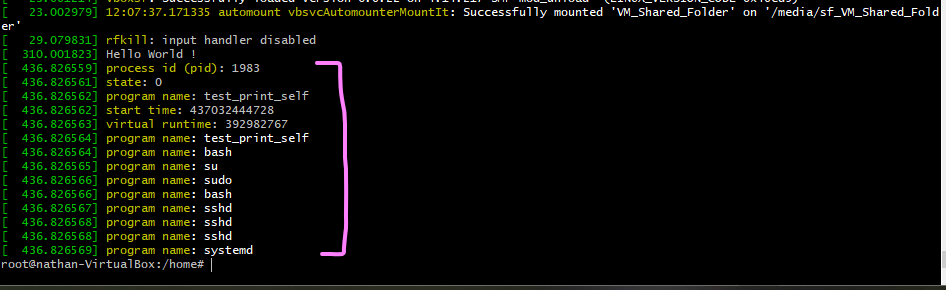 [   23.002979] 12:07:37.171335 automount vbsvcAutomounterMountIt: Successfully mounted 'VM_Shared_Folder' on '/media/sf_VM_Shared_Fold
er'
[   29.079831] rfkill: input handler disabled
[  310.001823] Hello World !
[  436.826559] process id (pid): 1983
[  436.826561] state: 0
[  436.826562] program name: test_print_self
[  436.826562] start time: 437032444728
[  436.826563] virtual runtime: 392982767
[  436.826564] program name: test_print_self
[  436.826564] program name: bash
[  436.826565] program name: su
[  436.826566] program name: sudo
[  436.826566] program name: bash
[  436.826567] program name: sshd
[  436.826568] program name: sshd
[  436.826568] program name: sshd
[  436.826569] program name: systemd
root@nathan-VirtualBox:/home#